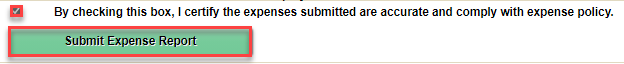 By checking this box, I certify the expenses submitted are accurate and comply with expense policy.
Submit Expense Report